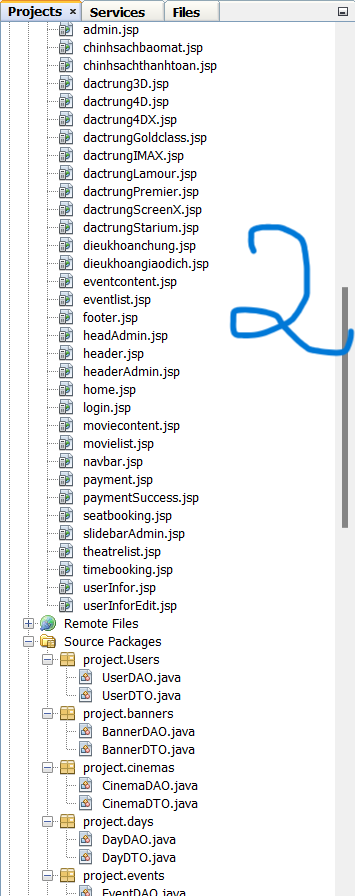 Projects × Services Files
admin.jsp
chinhsachbaomat.jsp
chinhsachthanhtoan.jsp
dactrung3D.jsp
dactrung4D.jsp
dactrung4DX.jsp
dactrungGoldclass.jsp
dactrungIMAX.jsp
dactrungLamour.jsp
dactrungPremier.jsp
dactrungScreenX.jsp
dactrungStarium.jsp
dieukhoanchung.jsp
dieukhoangiaodich.jsp
eventcontent.jsp
eventlist.jsp
2
footer.jsp
headAdmin.jsp
header.jsp
headerAdmin.jsp
home.jsp
login.jsp
moviecontent.jsp
movielist.jsp
navbar.jsp
payment.jsp
paymentSuccess.jsp
seatbooking.jsp
slidebarAdmin.jsp
theatrelist.jsp
timebooking.jsp
userInfor.jsp
userInforEdit.jsp
Remote Files
Source Packages
project.Users
UserDAO.java
UserDTO.java
project.banners
BannerDAO.java
BannerDTO.java
project.cinemas
CinemaDAO.java
CinemaDTO.java
project.days
DayDAO.java
DayDTO.java
project.events
EventDAO.java